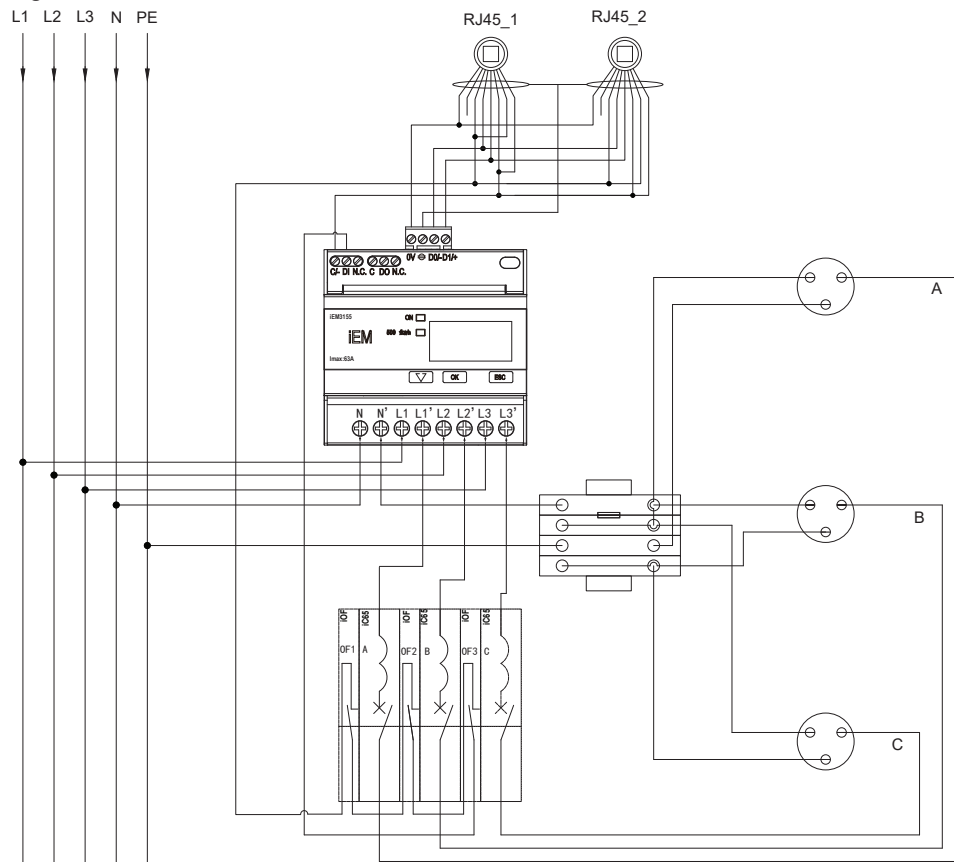 L1 L2 L3 N PE RJ45_1 RJ45_2
0V D0/- D1/+
C/- DI N.C. C DO N.C.
iEM3155 ON
iEM
Imax:63A
OK ESC
N N' L1 L1' L2 L2' L3 L3'
A
B
C
iOF iC65 iOF iC65 iOF iC65
OF1 A OF2 B OF3 C